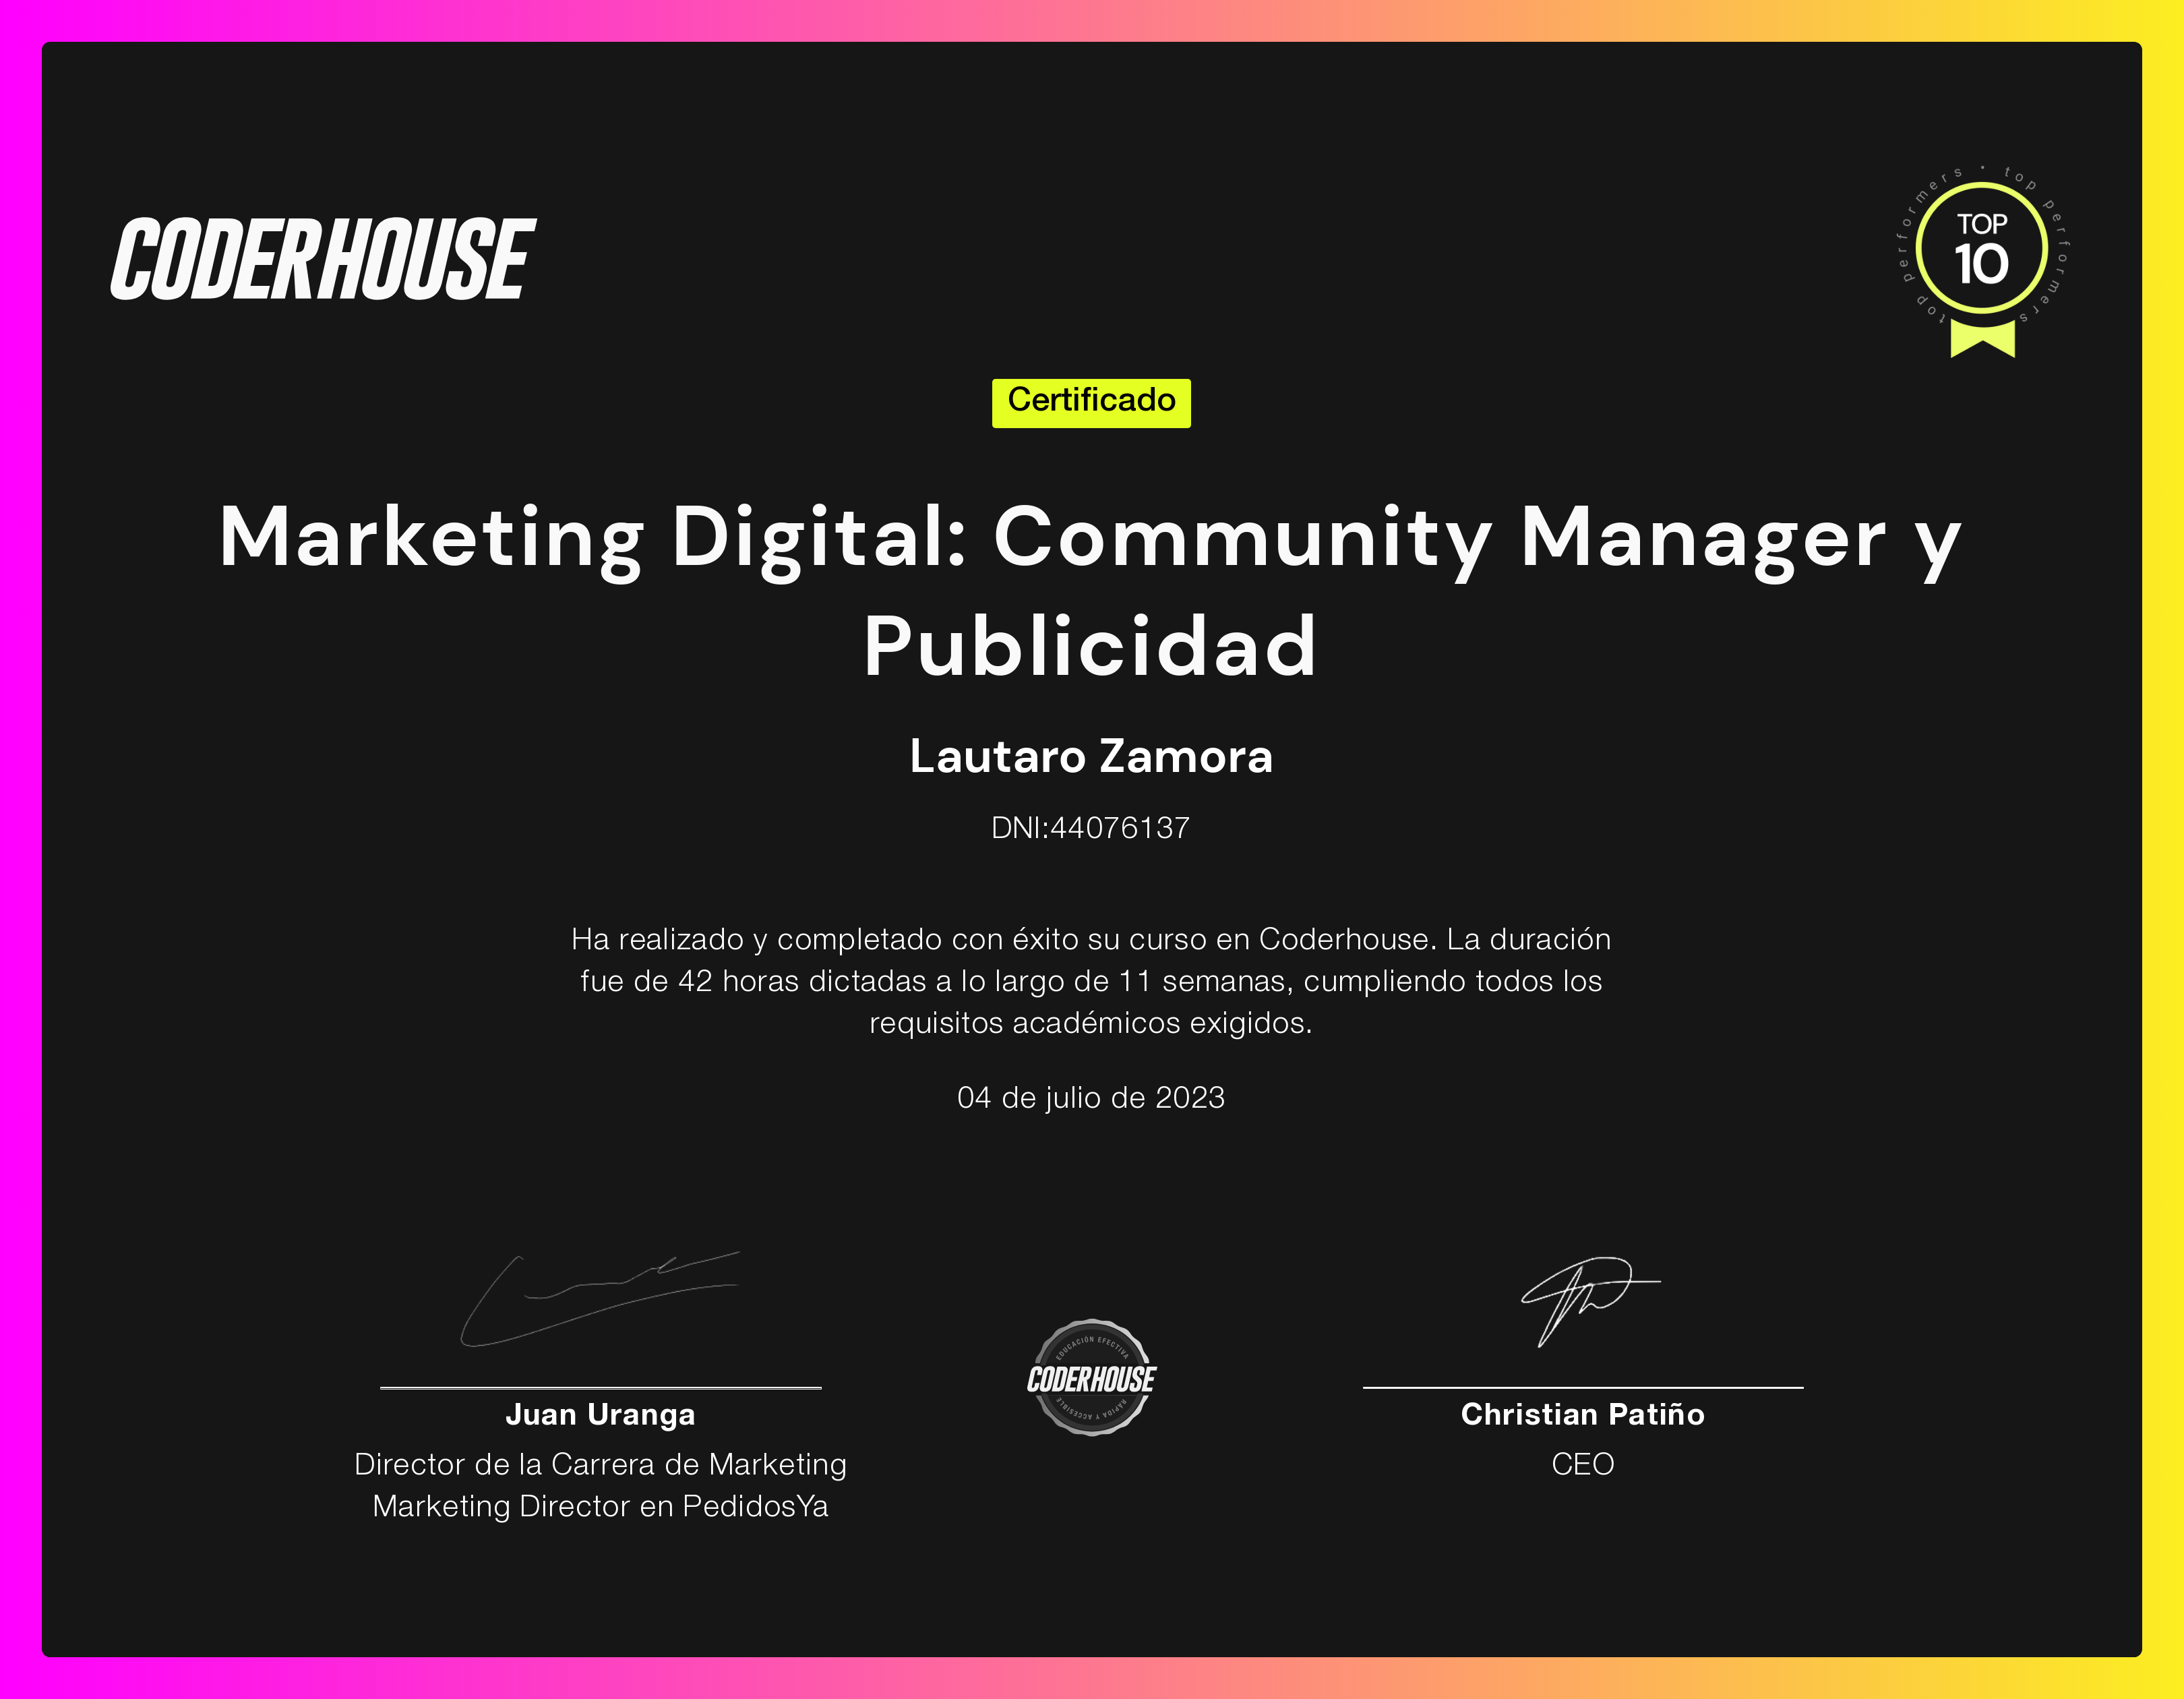 CODERHOUSE
top performers • top performers
TOP
10
Certificado
Marketing Digital: Community Manager y
Publicidad
Lautaro Zamora
DNI:44076137
Ha realizado y completado con éxito su curso en Coderhouse. La duración
fue de 42 horas dictadas a lo largo de 11 semanas, cumpliendo todos los
requisitos académicos exigidos.
04 de julio de 2023
EDUCACIÓN EFECTIVA
CODERHOUSE
RÁPIDA Y ACCESIBLE
Juan Uranga
Director de la Carrera de Marketing
Marketing Director en PedidosYa
Christian Patiño
CEO